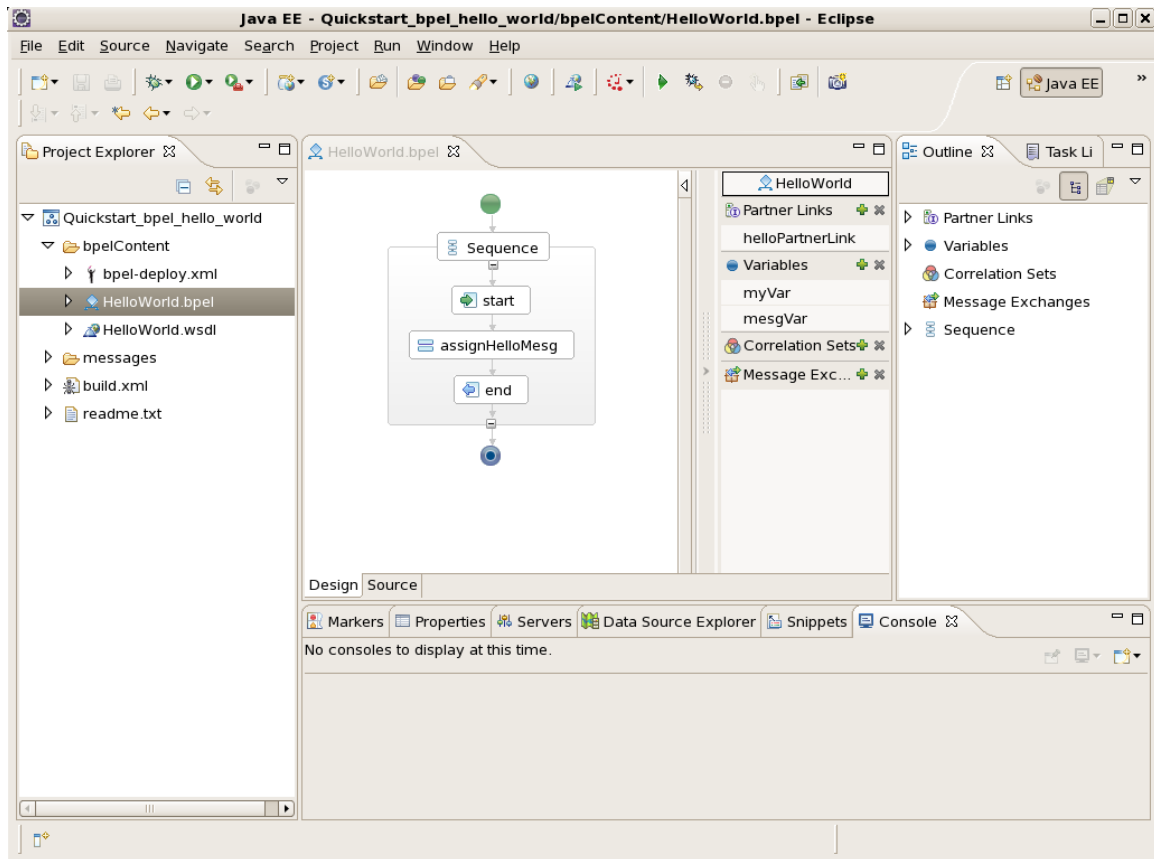 Java EE - Quickstart_bpel_hello_world/bpelContent/HelloWorld.bpel - Eclipse
File Edit Source Navigate Search Project Run Window Help
Java EE
»
Project Explorer
Quickstart_bpel_hello_world
bpelContent
bpel-deploy.xml
HelloWorld.bpel
HelloWorld.wsdl
messages
build.xml
readme.txt
HelloWorld.bpel
Sequence
start
assignHelloMesg
end
Design Source
HelloWorld
Partner Links
helloPartnerLink
Variables
myVar
mesgVar
Correlation Sets
Message Exc...
Outline Task Li
Partner Links
Variables
Correlation Sets
Message Exchanges
Sequence
Markers Properties Servers Data Source Explorer Snippets Console
No consoles to display at this time.